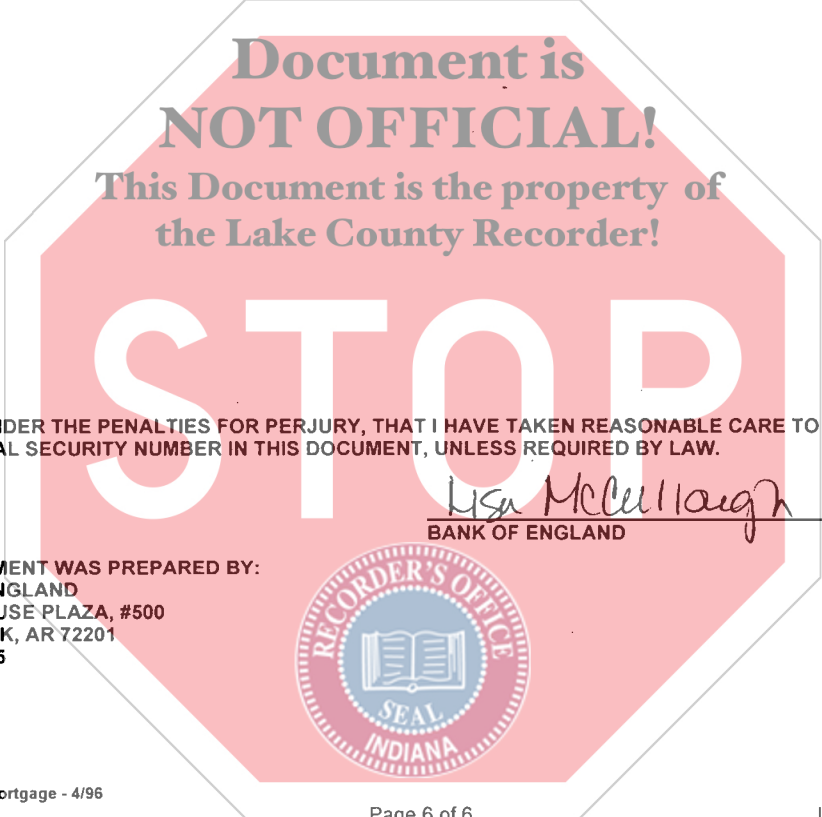 Document is
NOT OFFICIAL!
This Document is the property of
the Lake County Recorder!
STOP
DER THE PENALTIES FOR PERJURY, THAT I HAVE TAKEN REASONABLE CARE TO
AL SECURITY NUMBER IN THIS DOCUMENT, UNLESS REQUIRED BY LAW.
Lisa McCullough
BANK OF ENGLAND
MENT WAS PREPARED BY:
NGLAND
USE PLAZA, #500
K, AR 72201
5
RECORDER'S OFFICE
SEAL
INDIANA
ortgage - 4/96
Page 6 of 6